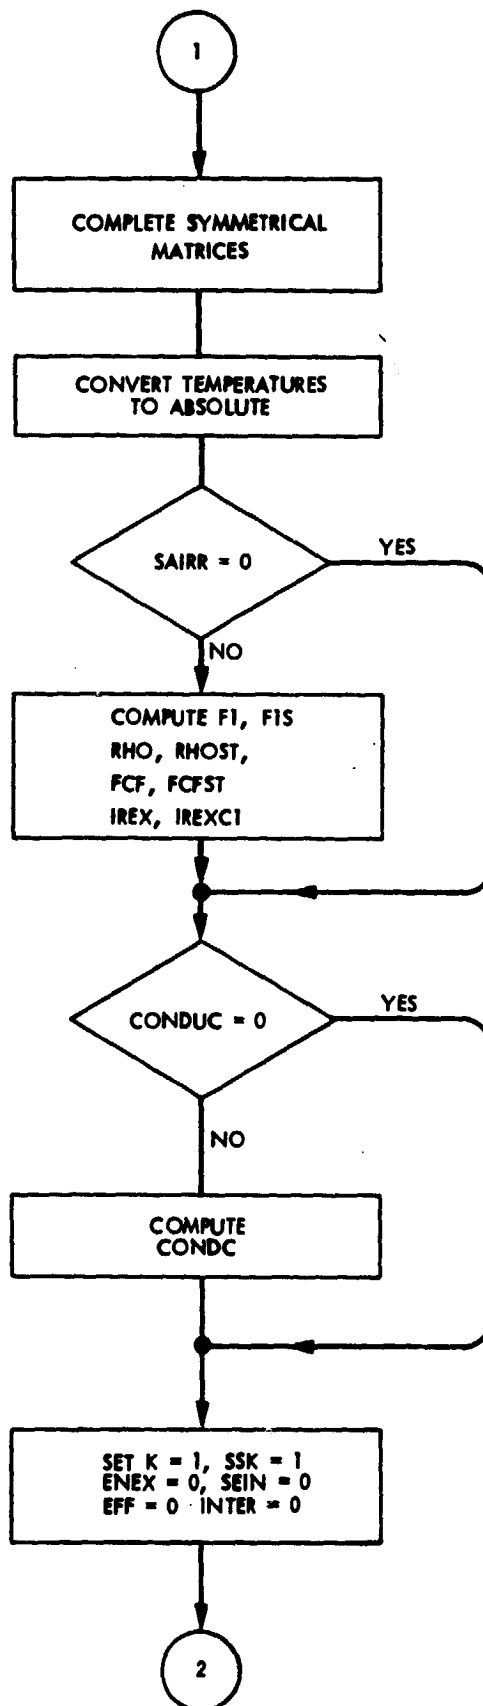 1
COMPLETE SYMMETRICAL
MATRICES
CONVERT TEMPERATURES
TO ABSOLUTE
SAIRR = 0
YES
NO
COMPUTE F1, F1S
RHO, RHOST,
FCF, FCFST
IREX, IREXC1
CONDUC = 0
YES
NO
COMPUTE
CONDC
SET K = 1, SSK = 1
ENEX = 0, SEIN = 0
EFF = 0 INTER = 0
2